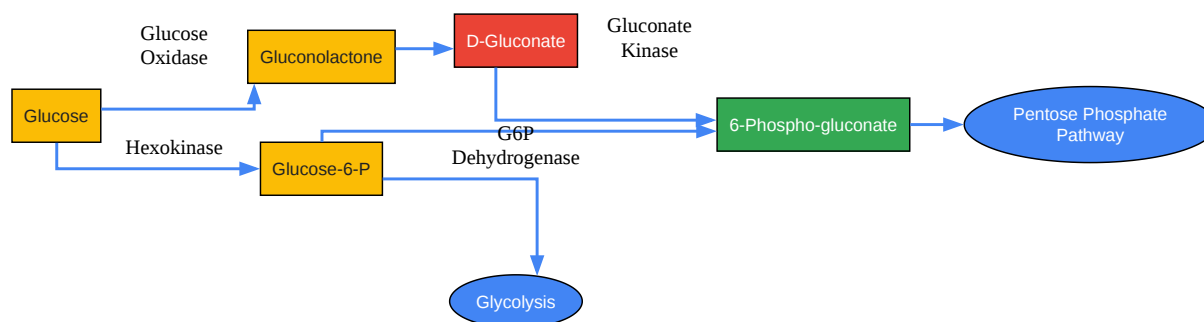 Glucose
Oxidase
Gluconolactone
D-Gluconate
Gluconate
Kinase
Glucose
Hexokinase
Glucose-6-P
G6P
Dehydrogenase
6-Phospho-gluconate
Pentose Phosphate
Pathway
Glycolysis